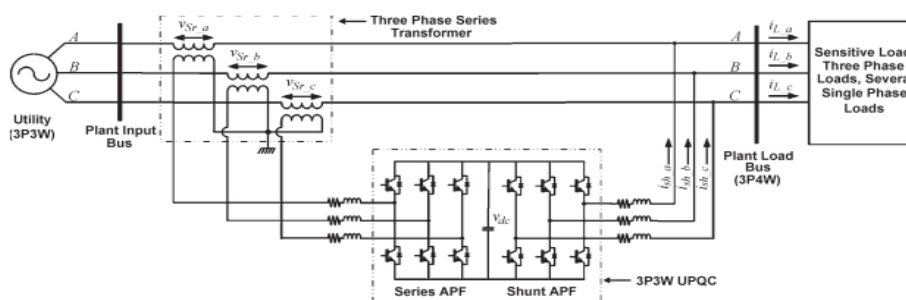 Three Phase Series
Transformer
vSr_a
vSr_b
vSr_c
A
B
C
A
B
C
iL_a
iL_b
iL_c
Sensitive Load
Three Phase
Loads, Severa
Single Phase
Loads
Utility
(3P3W)
Plant Input
Bus
Plant Load
Bus
(3P4W)
ish_a
ish_b
ish_c
vdc
Series APF
Shunt APF
3P3W UPQC